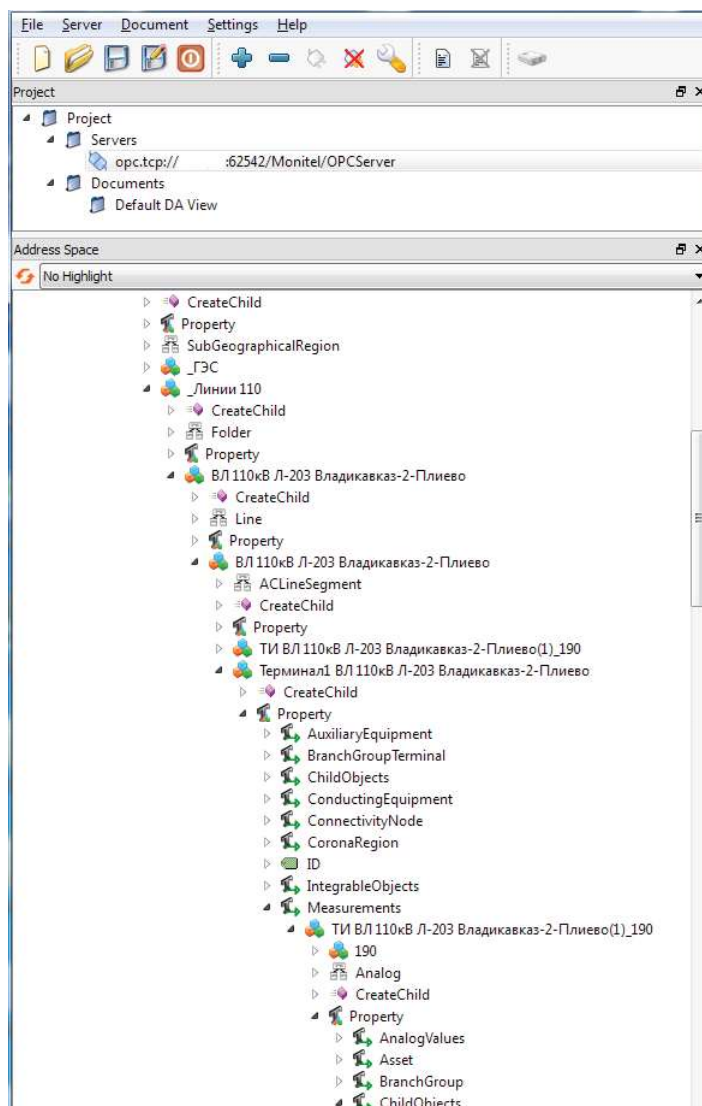 File Server Document Settings Help
Project
Project
Servers
opc.tcp:// :62542/Monitel/OPCServer
Documents
Default DA View
Address Space
No Highlight
CreateChild
Property
SubGeographicalRegion
_ГЭС
_Линии 110
CreateChild
Folder
Property
ВЛ 110кВ Л-203 Владикавказ-2-Плиево
CreateChild
Line
Property
ВЛ 110кВ Л-203 Владикавказ-2-Плиево
ACLineSegment
CreateChild
Property
ТИ ВЛ 110кВ Л-203 Владикавказ-2-Плиево(1)_190
Терминал1 ВЛ 110кВ Л-203 Владикавказ-2-Плиево
CreateChild
Property
AuxiliaryEquipment
BranchGroupTerminal
ChildObjects
ConductingEquipment
ConnectivityNode
CoronaRegion
ID
IntegrableObjects
Measurements
ТИ ВЛ 110кВ Л-203 Владикавказ-2-Плиево(1)_190
190
Analog
CreateChild
Property
AnalogValues
Asset
BranchGroup
ChildObjects